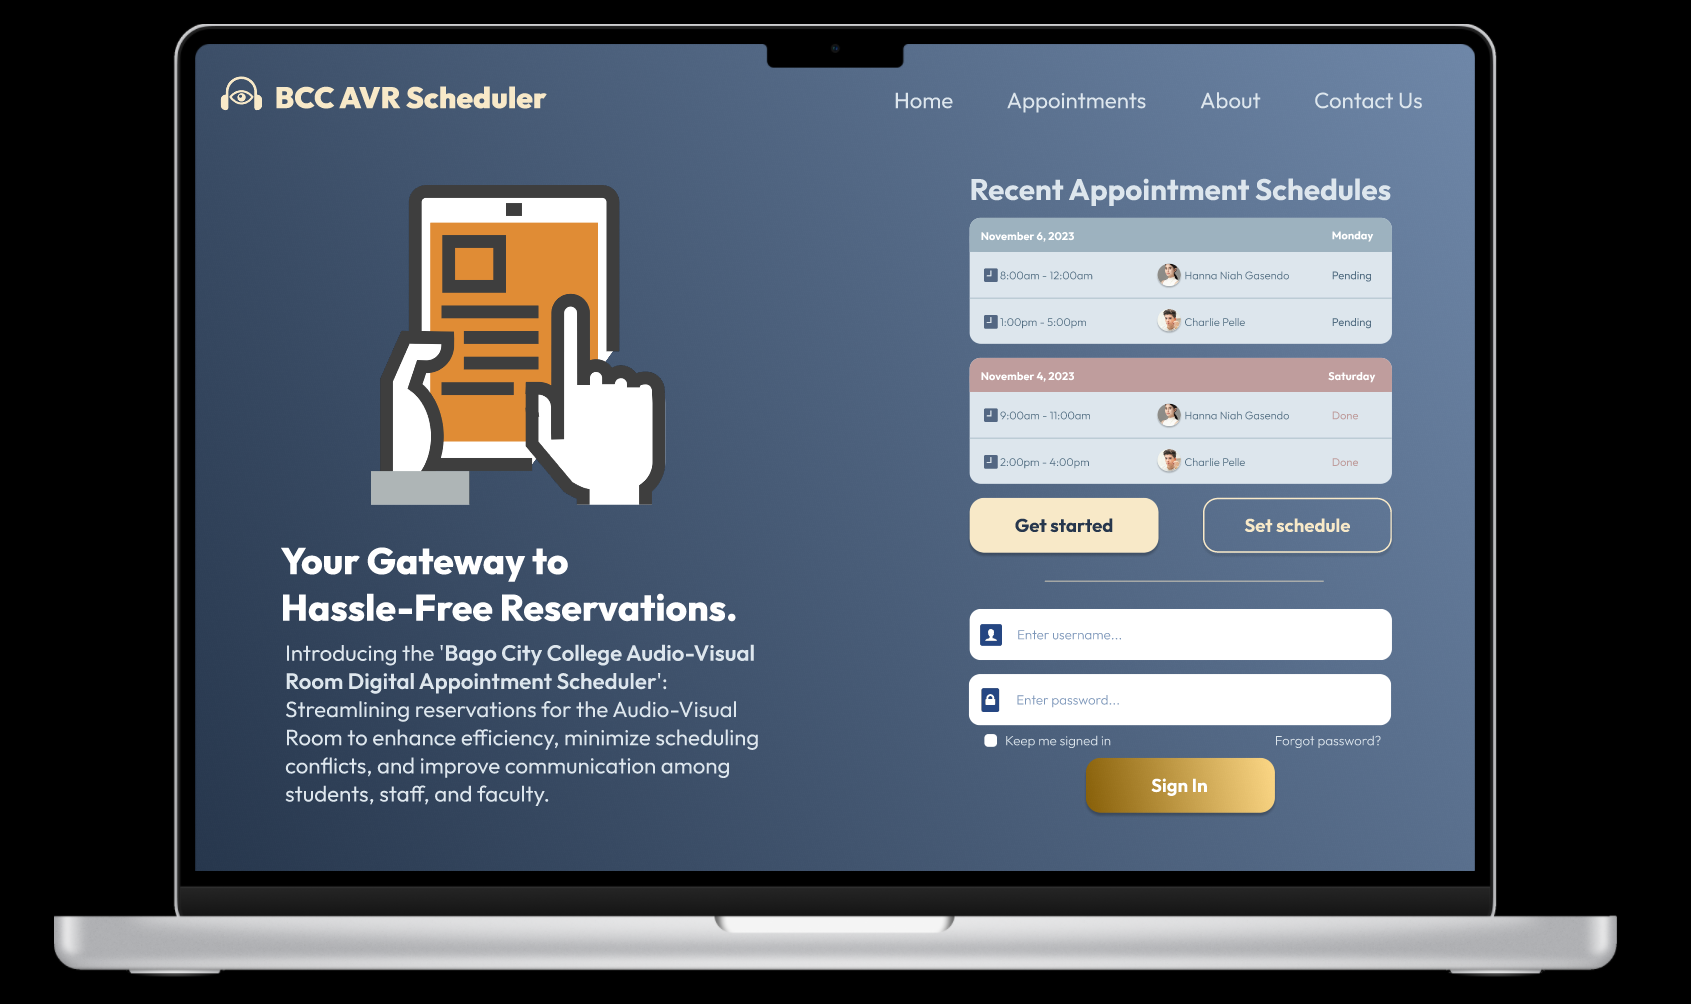 BCC AVR Scheduler
Home Appointments About Contact Us
Your Gateway to
Hassle-Free Reservations.
Introducing the 'Bago City College Audio-Visual
Room Digital Appointment Scheduler':
Streamlining reservations for the Audio-Visual
Room to enhance efficiency, minimize scheduling
conflicts, and improve communication among
students, staff, and faculty.
Recent Appointment Schedules
November 6, 2023 Monday
8:00am - 12:00am Hanna Niah Gasendo Pending
1:00pm - 5:00pm Charlie Pelle Pending
November 4, 2023 Saturday
9:00am - 11:00am Hanna Niah Gasendo Done
2:00pm - 4:00pm Charlie Pelle Done
Get started Set schedule
Enter username...
Enter password...
Keep me signed in Forgot password?
Sign In